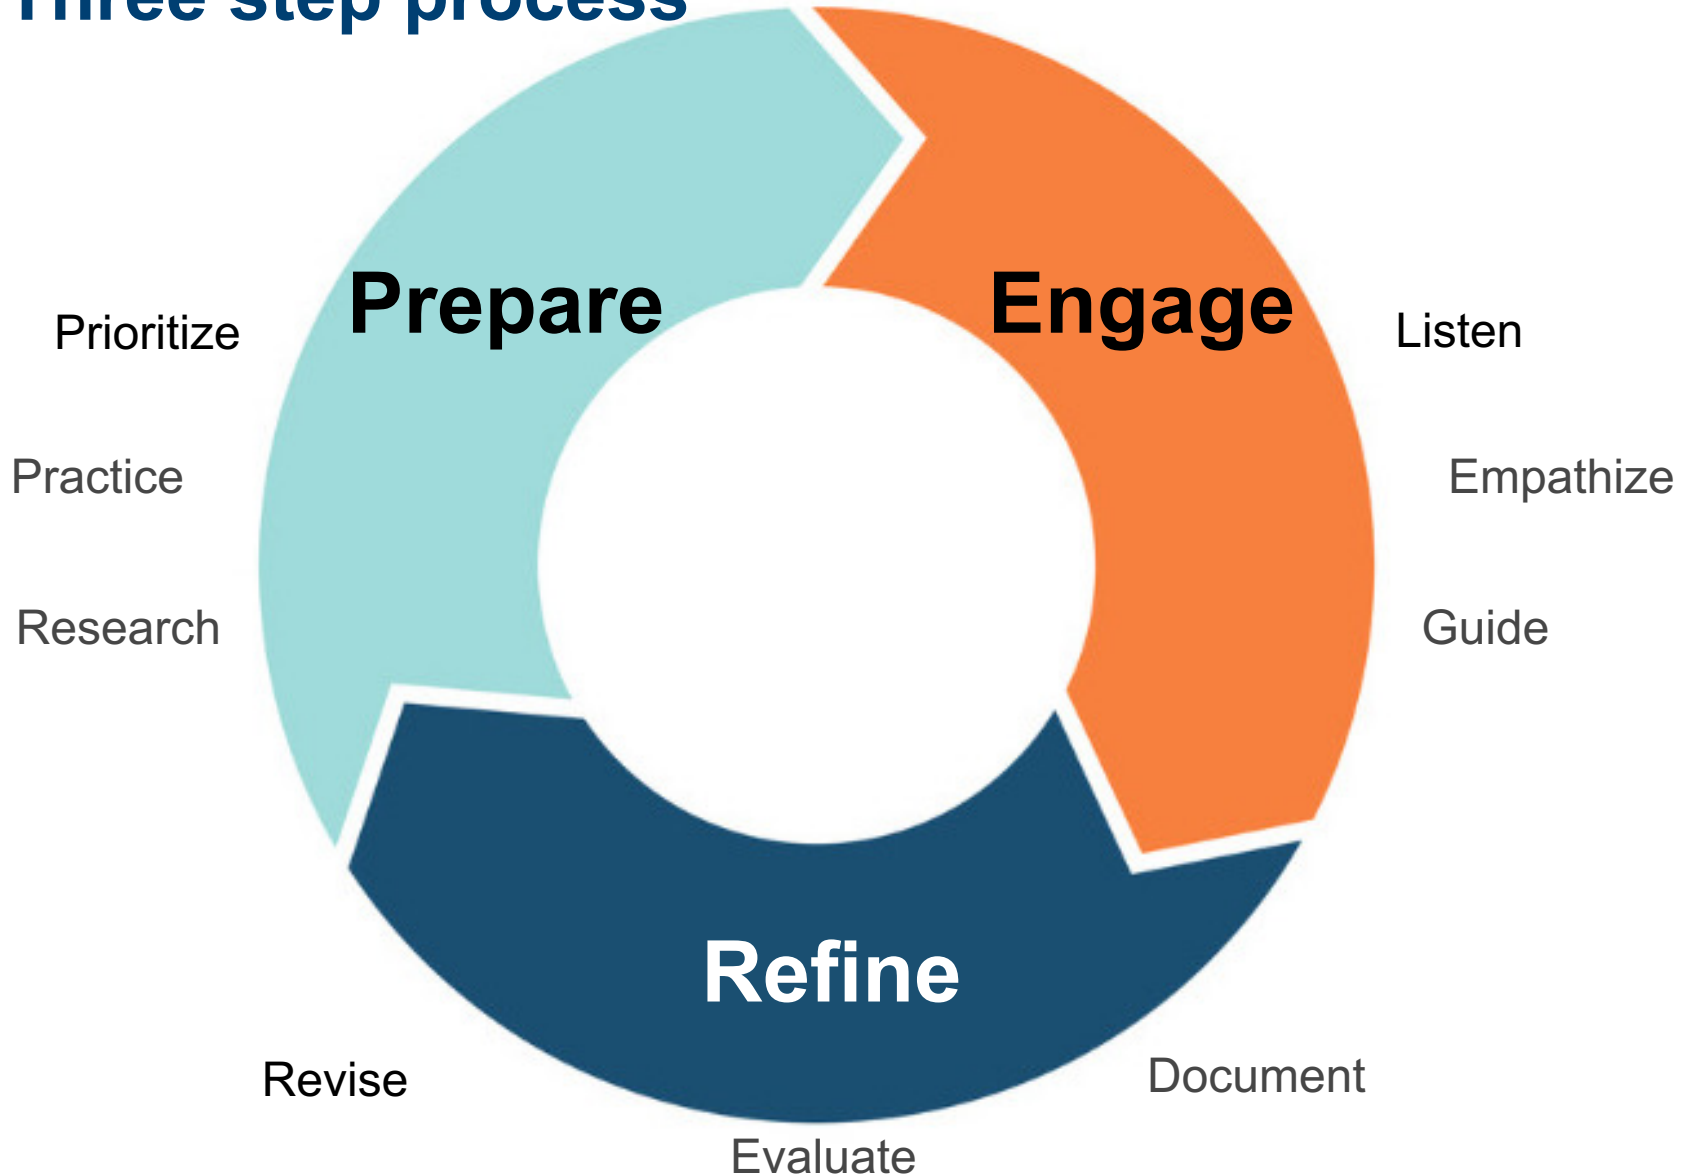 Three step process
Prepare
Engage
Prioritize
Listen
Practice
Empathize
Research
Guide
Refine
Revise
Document
Evaluate